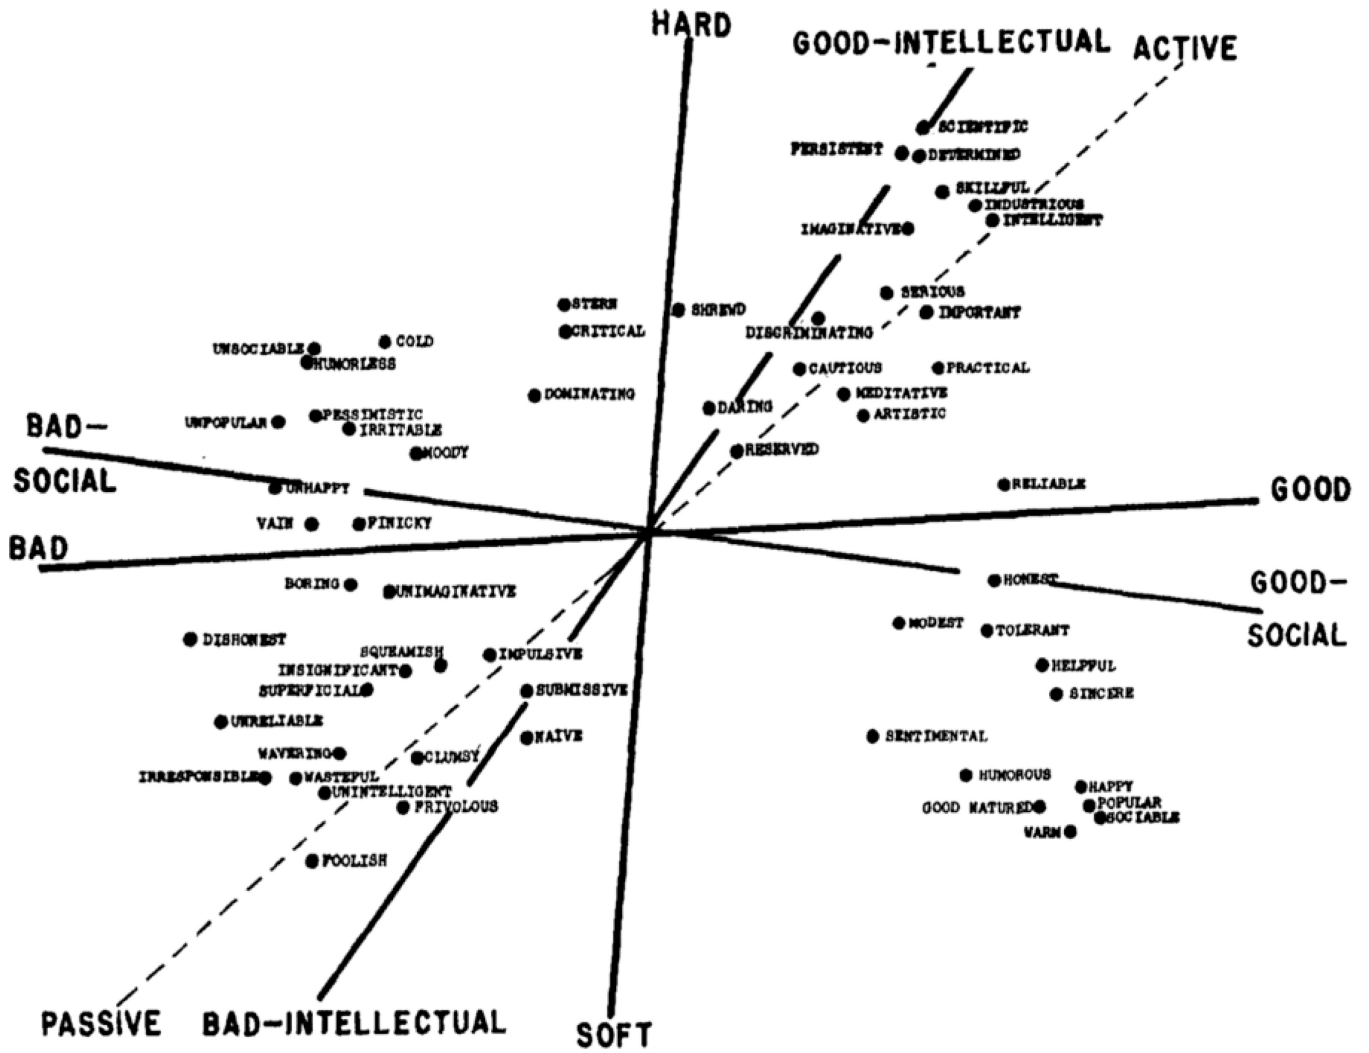 HARD
GOOD-INTELLECTUAL
ACTIVE
SCIENTIFIC
PERSISTENT
DETERMINED
SKILLFUL
INDUSTRIOUS
INTELLIGENT
IMAGINATIVE
SERIOUS
STERN
SHREWD
IMPORTANT
CRITICAL
DISCRIMINATING
COLD
UNSOCIABLE
HUMORLESS
CAUTIOUS
PRACTICAL
DOMINATING
MEDITATIVE
DARING
ARTISTIC
PESSIMISTIC
UNPOPULAR
IRRITABLE
BAD-
SOCIAL
MOODY
RESERVED
UNHAPPY
RELIABLE
GOOD
VAIN
FINICKY
BAD
BORING
UNIMAGINATIVE
HONEST
GOOD-
SOCIAL
MODEST
TOLERANT
DISHONEST
SQUEAMISH
IMPULSIVE
INSIGNIFICANT
HELPFUL
SUPERFICIAL
SUBMISSIVE
SINCERE
UNRELIABLE
NAÏVE
SENTIMENTAL
WAVERING
CLUMSY
IRRESPONSIBLE
WASTEFUL
HUMOROUS
UNINTELLIGENT
HAPPY
FRIVOLOUS
GOOD NATURED
POPULAR
SOCIABLE
WARM
FOOLISH
PASSIVE
BAD-INTELLECTUAL
SOFT